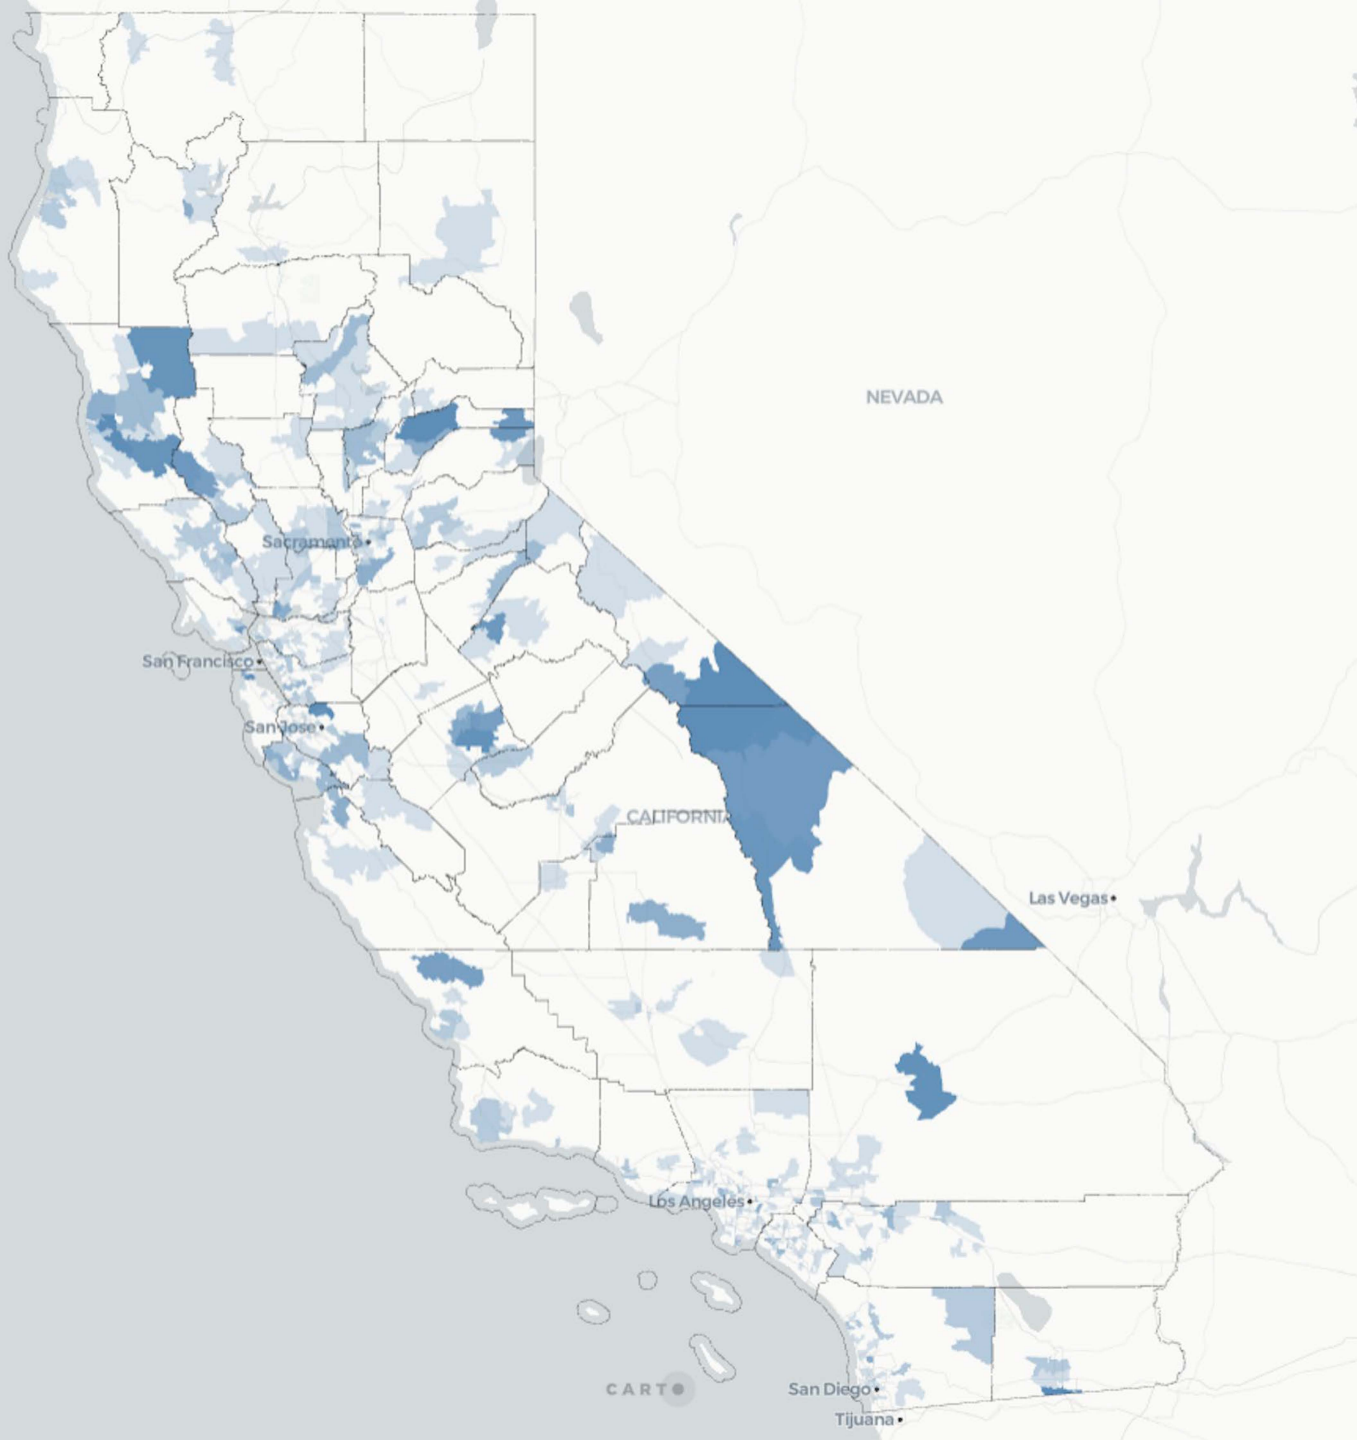 NEVADA
Sacramento
San Francisco
San Jose
CALIFORNIA
Las Vegas
Los Angeles
CARTO
San Diego
Tijuana